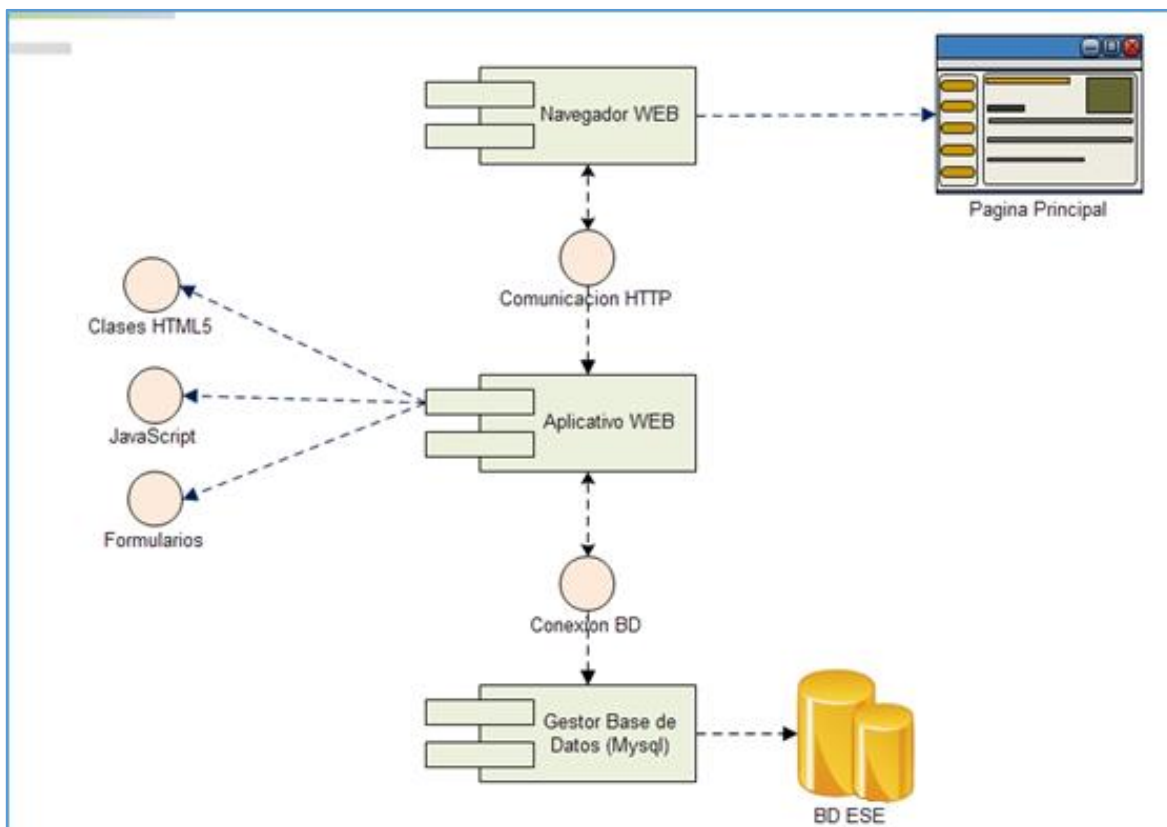 Navegador WEB
Pagina Principal
Comunicacion HTTP
Clases HTML5
JavaScript
Formularios
Aplicativo WEB
Conexion BD
Gestor Base de
Datos (Mysql)
BD ESE